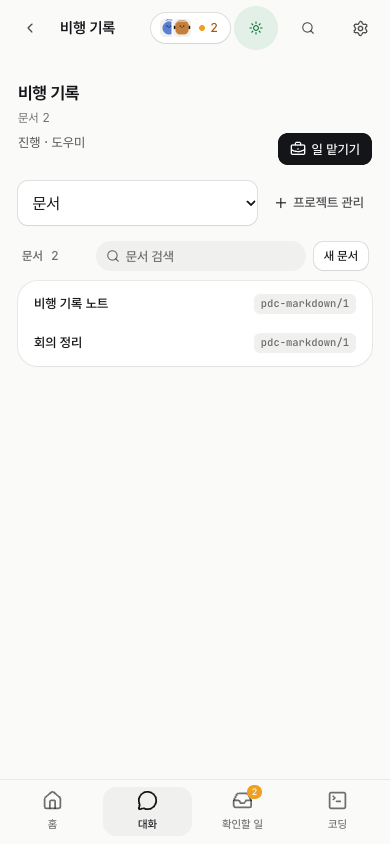 비행 기록
2
비행 기록
문서 2
진행 · 도우미
일 맡기기
문서
프로젝트 관리
문서 2
문서 검색
새 문서
비행 기록 노트
pdc-markdown/1
회의 정리
pdc-markdown/1
2
홈
대화
확인할 일
코딩